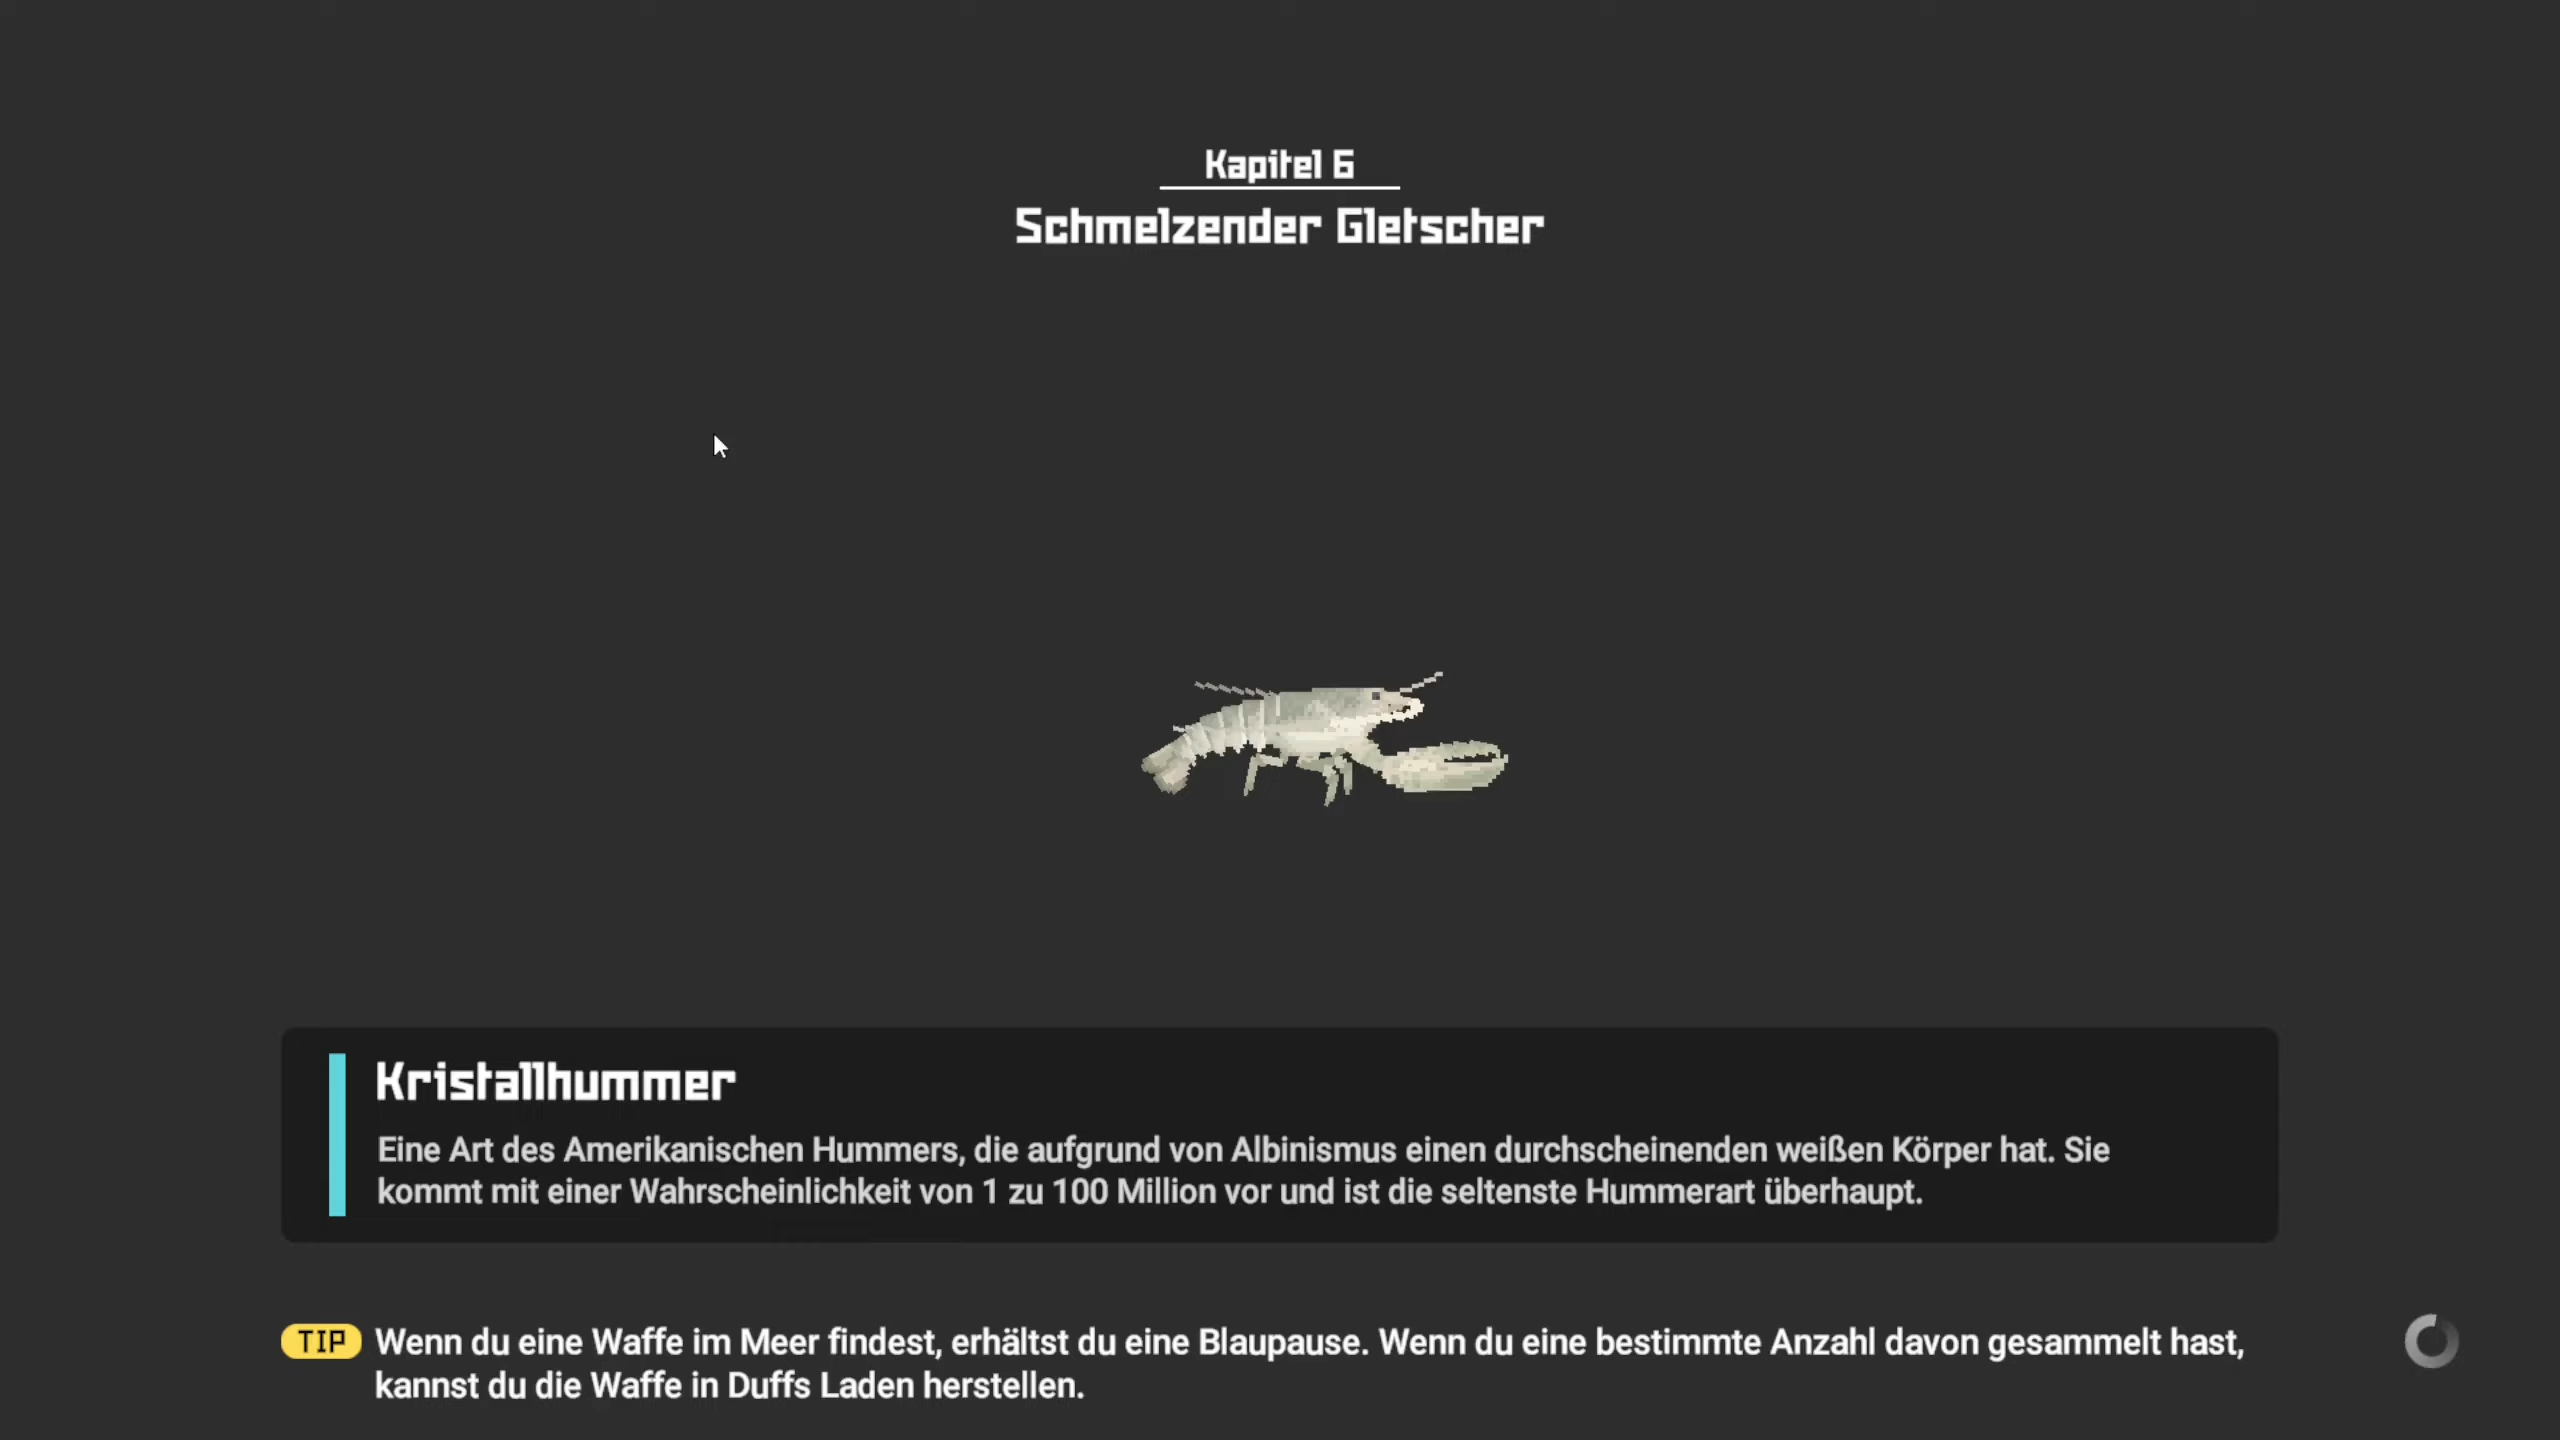 Kapitel 6
Schmelzender Gletscher
Kristallhummer
Eine Art des Amerikanischen Hummers, die aufgrund von Albinismus einen durchscheinenden weißen Körper hat. Sie
kommt mit einer Wahrscheinlichkeit von 1 zu 100 Million vor und ist die seltenste Hummerart überhaupt.
TIP Wenn du eine Waffe im Meer findest, erhältst du eine Blaupause. Wenn du eine bestimmte Anzahl davon gesammelt hast,
kannst du die Waffe in Duffs Laden herstellen.